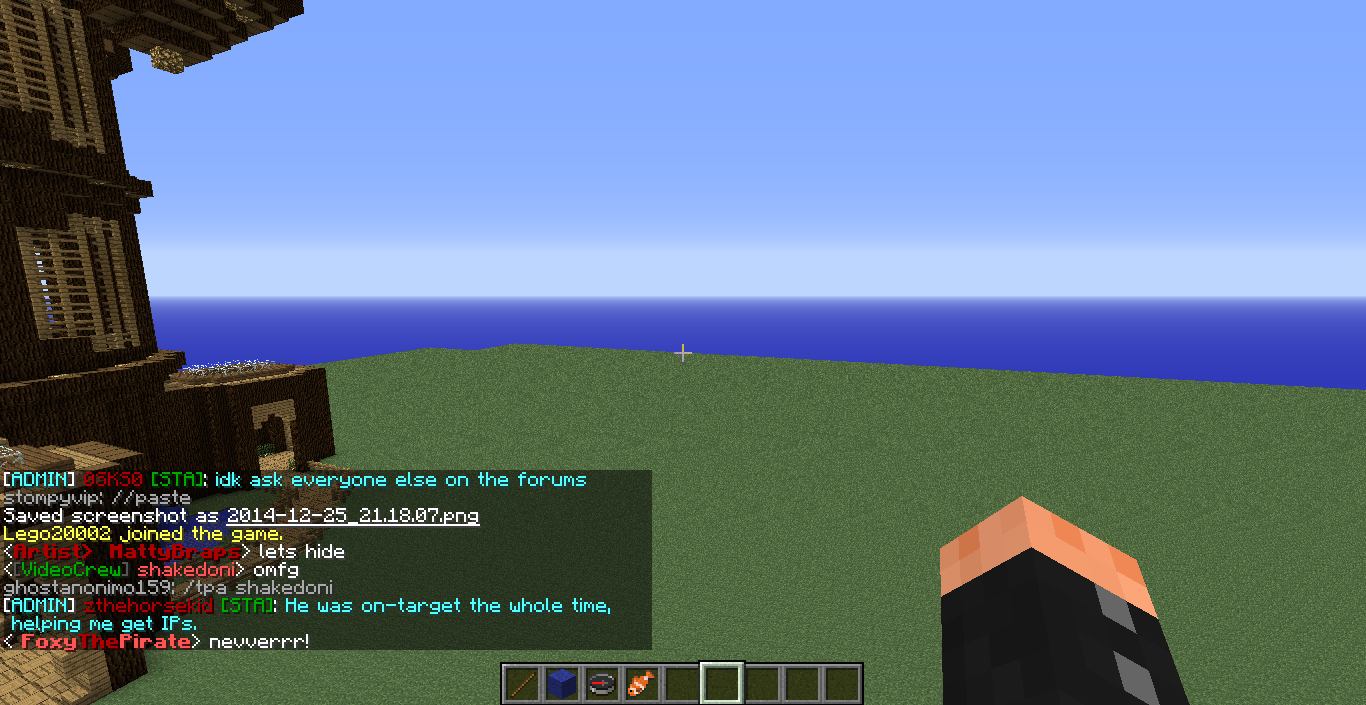 [ADMIN] 06KS0 [STA]: idk ask everyone else on the forums
stompyvip: //paste
Saved screenshot as 2014-12-25_21.18.07.png
Lego20002 joined the game.
<Artist> MattyBraps> lets hide
<[VideoCrew] shakedoni> omfg
ghostanonimo159: /tpa shakedoni
[ADMIN] zthehorsekid [STA]: He was on-target the whole time,
helping me get IPs.
< FoxyThePirate> nevverrr!